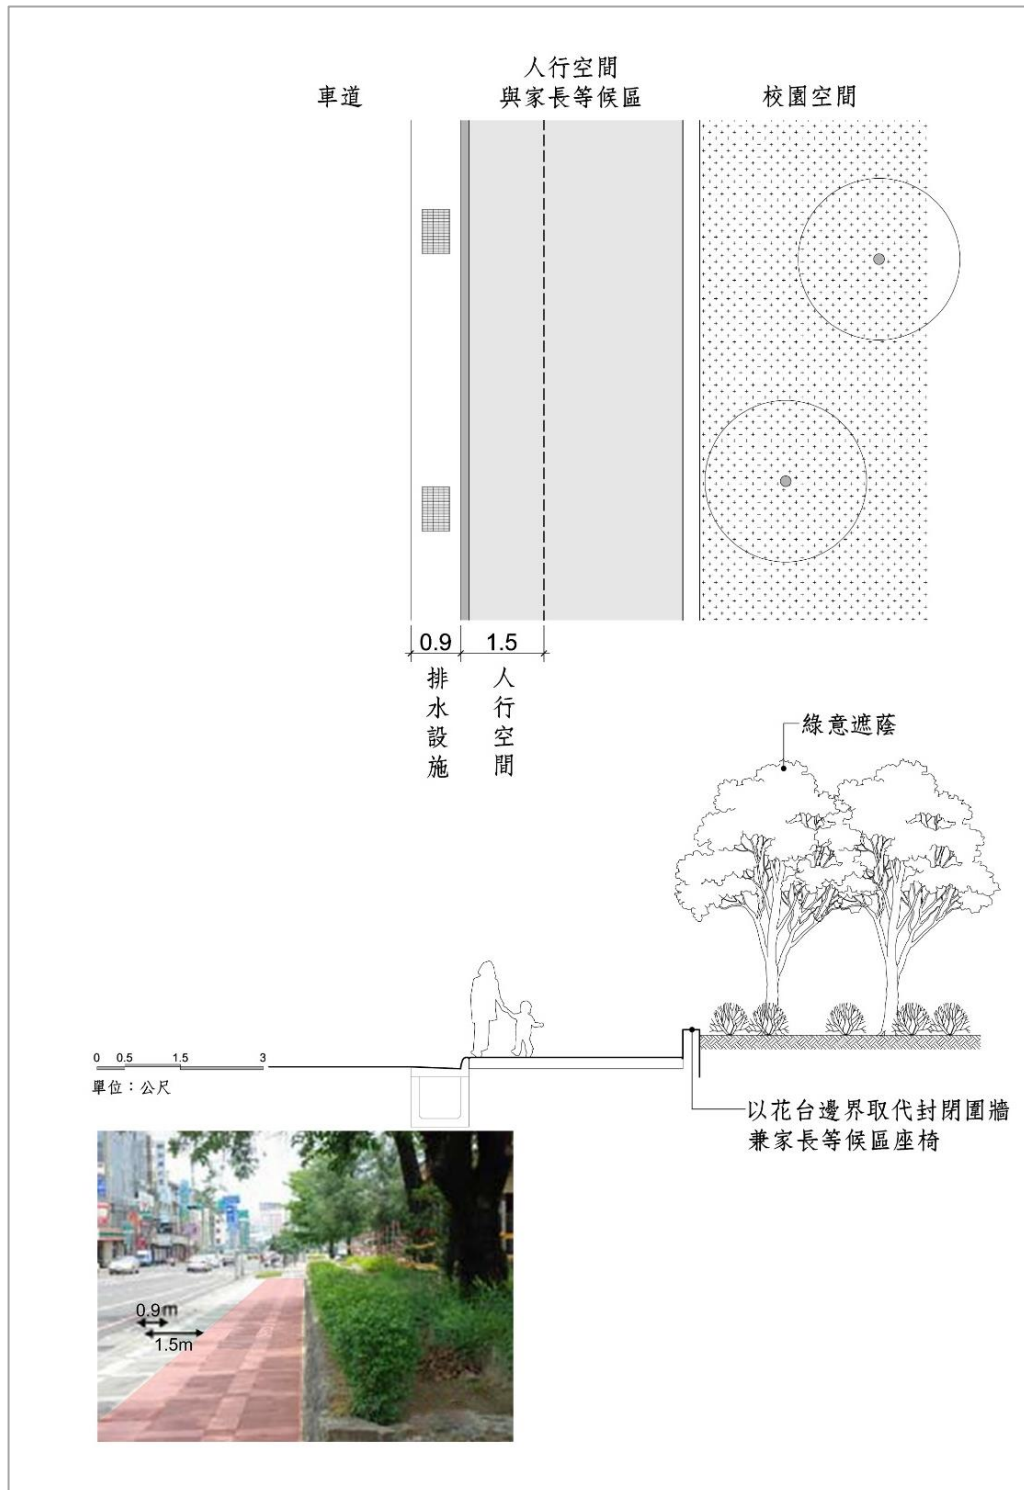 車道
人行空間
與家長等候區
校園空間
0.9
1.5
排水設施
人行空間
綠意遮蔭
0 0.5 1.5 3
單位：公尺
以花台邊界取代封閉圍牆
兼家長等候區座椅
0.9m
1.5m